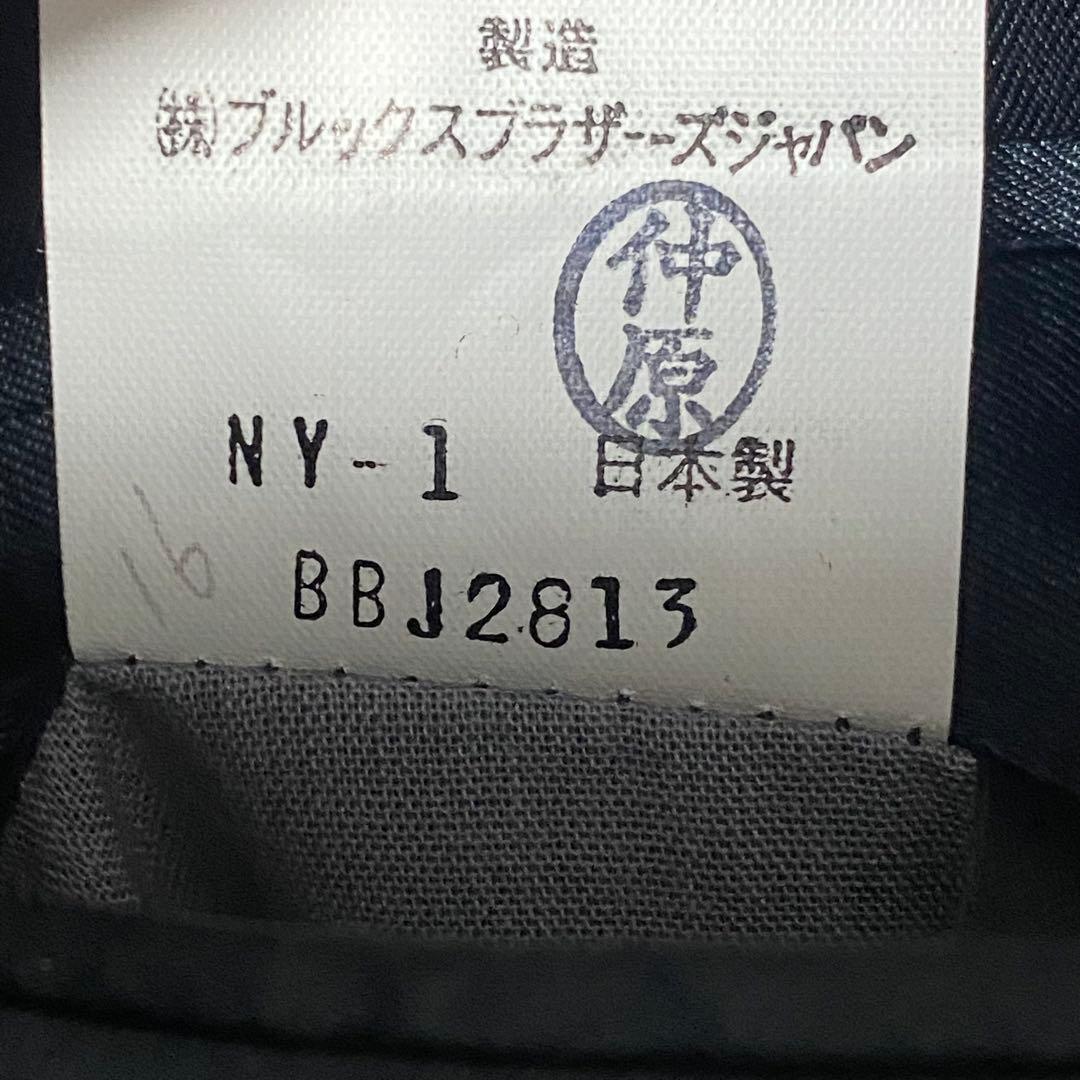 製造
㈱ブルックスブラザーズジャパン
仲原
NY-1 日本製
16
BBJ2813